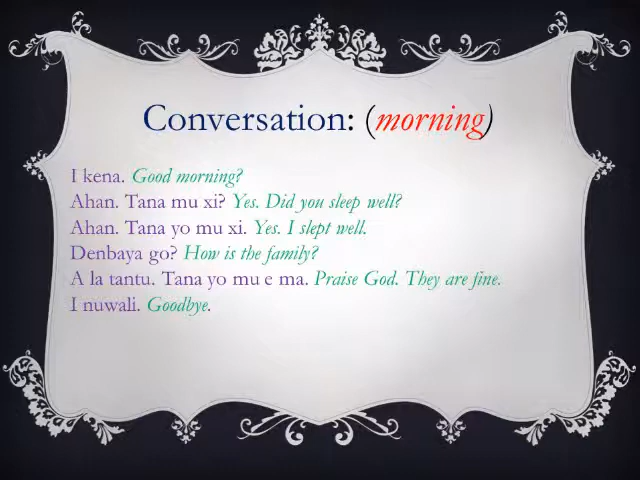 Conversation: (morning)
I kena. Good morning?
Ahan. Tana mu xi? Yes. Did you sleep well?
Ahan. Tana yo mu xi. Yes. I slept well.
Denbaya go? How is the family?
A la tantu. Tana yo mu e ma. Praise God. They are fine.
I nuwali. Goodbye.